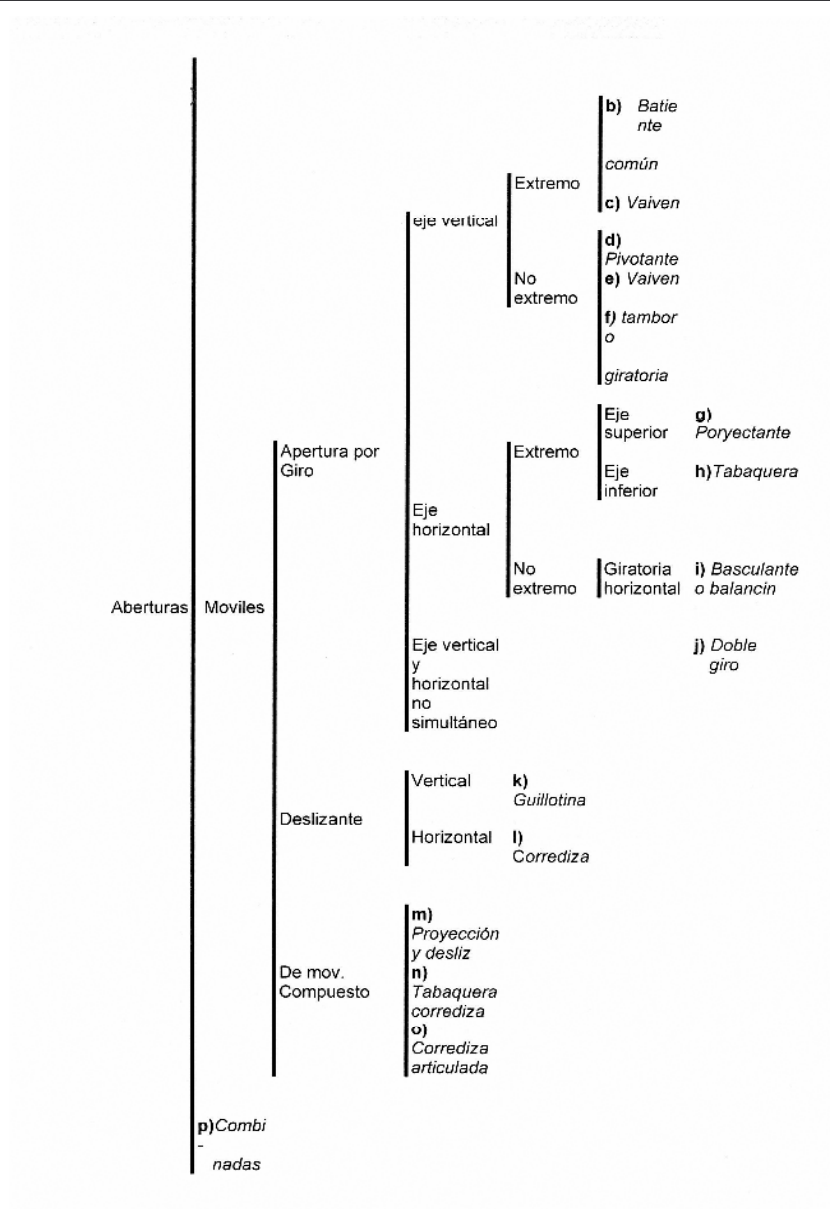 b) Batie
nte
común
Extremo
c) Vaiven
eje vertical
d)
Pivotante
No
extremo
e) Vaiven
f) tambor
o
giratoria
Eje
superior
g)
Poryectante
Apertura por
Giro
Extremo
Eje
inferior
h)Tabaquera
Eje
horizontal
No
extremo
Giratoria
horizontal
i) Basculante
o balancin
Aberturas
Moviles
Eje vertical
y
horizontal
no
simultáneo
j) Doble
giro
Vertical
k)
Guillotina
Deslizante
Horizontal
l)
Corrediza
m)
Proyección
y desliz
De mov.
Compuesto
n)
Tabaquera
corrediza
o)
Corrediza
articulada
p)Combi
-
nadas